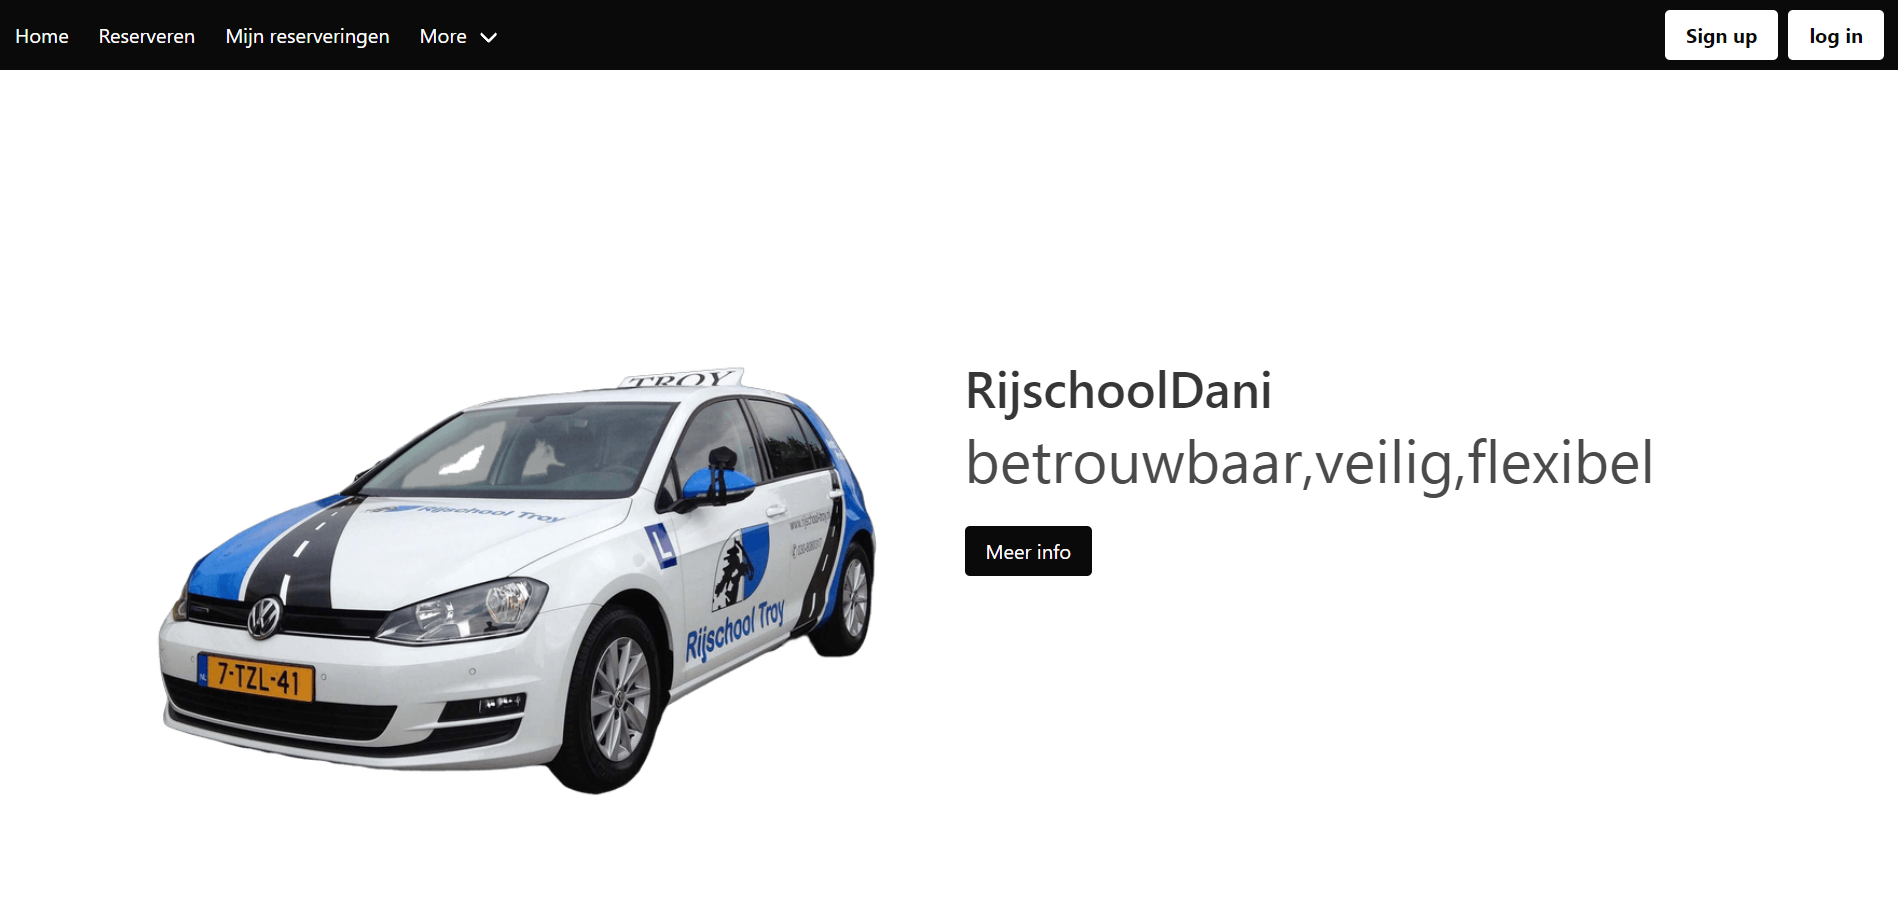 Home Reserveren Mijn reserveringen More Sign up log in
TROY
RijschoolDani
betrouwbaar,veilig,flexibel
Meer info
Rijschool Troy
L
Rijschool Troy
NL 7-TZL-41